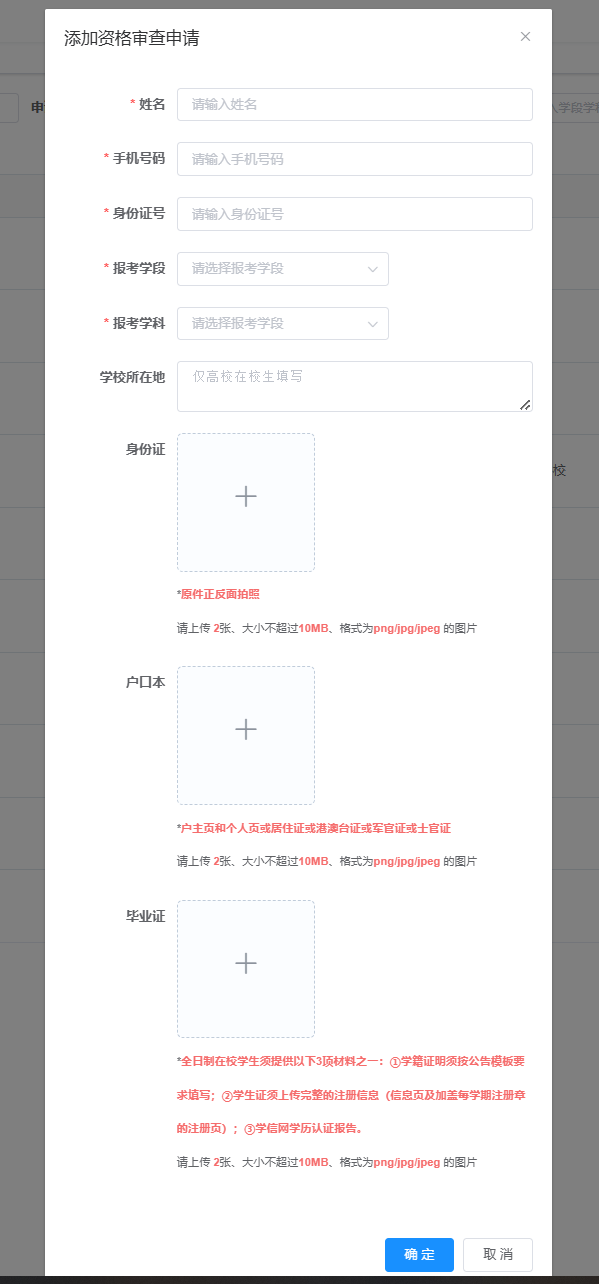 添加资格审查申请
申
入学段学科
* 姓名
请输入姓名
* 手机号码
请输入手机号码
* 身份证号
请输入身份证号
* 报考学段
请选择报考学段
* 报考学科
请选择报考学段
学校所在地
仅高校在校生填写
校
身份证
*原件正反面拍照
请上传 2张、大小不超过10MB、格式为png/jpg/jpeg 的图片
户口本
*户主页和个人页或居住证或港澳台证或军官证或士官证
请上传 2张、大小不超过10MB、格式为png/jpg/jpeg 的图片
毕业证
*全日制在校学生须提供以下3项材料之一：①学籍证明须按公告模板要
求填写；②学生证须上传完整的注册信息（信息页及加盖每学期注册章
的注册页）；③学信网学历认证报告。
请上传 2张、大小不超过10MB、格式为png/jpg/jpeg 的图片
确 定
取 消